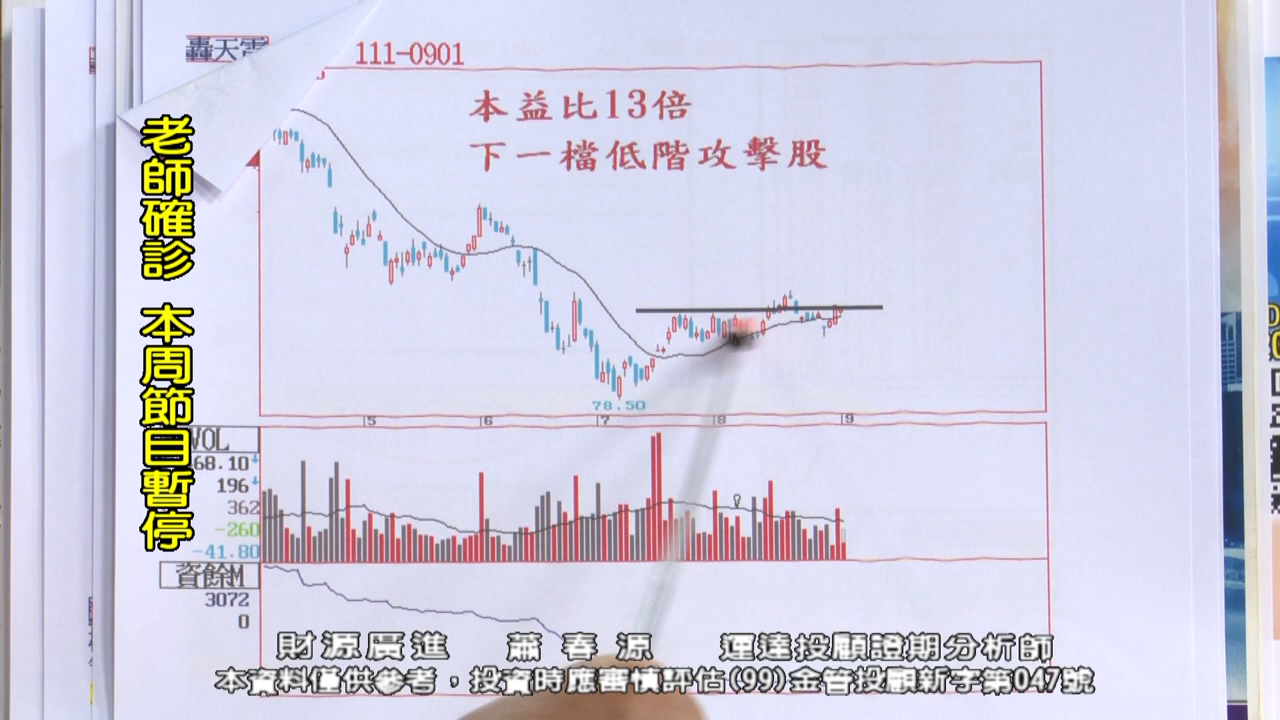 轟天雷
111-0901
本益比13倍
下一檔低階攻擊股
老師確診 本周節目暫停
78.50
5 6 7 8 9
VOL
68.10
196
362
-260
-41.80
資餘M
3072
0
財源廣進 蕭春源 運達投顧證期分析師
本資料僅供參考，投資時應審慎評估(99)金管投顧新字第047號